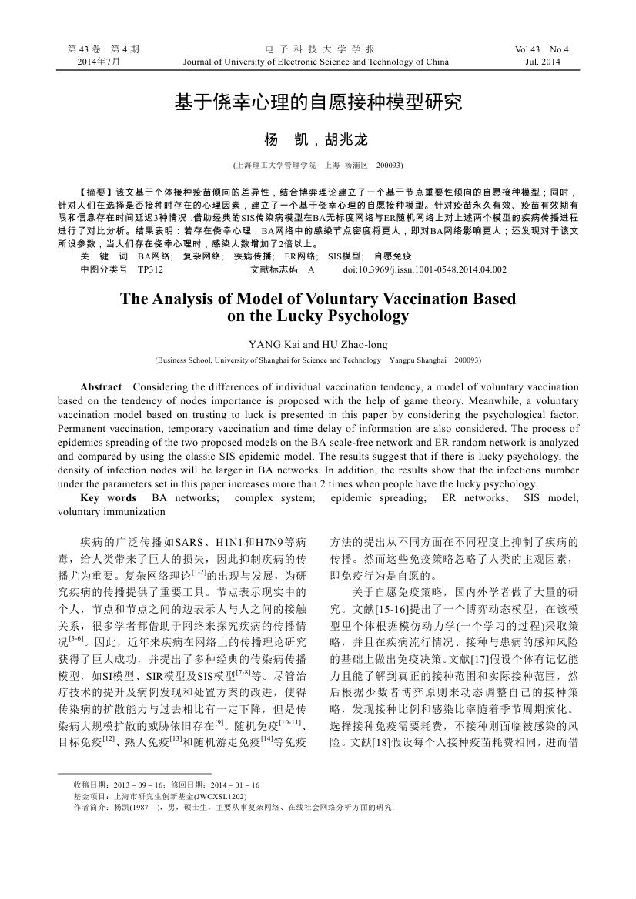 第 43 卷 第 4 期
电 子 科 技 大 学 学 报
Vol.43 No.4
2014年7月
Journal of University of Electronic Science and Technology of China
Jul. 2014
基于侥幸心理的自愿接种模型研究
杨 凯，胡兆龙
(上海理工大学管理学院 上海 杨浦区 200093)
【摘要】该文基于个体接种疫苗倾向的差异性，结合博弈理论建立了一个基于节点重要性倾向的自愿接种模型；同时，
针对人们在选择是否接种时存在的心理因素，建立了一个基于侥幸心理的自愿接种模型。针对疫苗永久有效、疫苗有效期有
限和信息存在时间延迟3种情况，借助经典的SIS传染病模型在BA无标度网络与ER随机网络上对上述两个模型的疾病传播进程
进行了对比分析。结果表明：若存在侥幸心理，BA网络中的感染节点密度将更大，即对BA网络影响更大；还发现对于该文
所设参数，当人们存在侥幸心理时，感染人数增加了2倍以上。
关 键 词 BA网络； 复杂网络； 疾病传播； ER网络； SIS模型； 自愿免疫
中图分类号 TP312 文献标志码 A doi:10.3969/j.issn.1001-0548.2014.04.002
The Analysis of Model of Voluntary Vaccination Based
on the Lucky Psychology
YANG Kai and HU Zhao-long
(Business School, University of Shanghai for Science and Technology Yangpu Shanghai 200093)
Abstract Considering the differences of individual vaccination tendency, a model of voluntary vaccination
based on the tendency of nodes importance is proposed with the help of game theory. Meanwhile, a voluntary
vaccination model based on trusting to luck is presented in this paper by considering the psychological factor.
Permanent vaccination, temporary vaccination and time delay of information are also considered. The process of
epidemics spreading of the two proposed models on the BA scale-free network and ER random network is analyzed
and compared by using the classic SIS epidemic model. The results suggest that if there is lucky psychology, the
density of infection nodes will be larger in BA networks. In addition, the results show that the infections number
under the parameters set in this paper increases more than 2 times when people have the lucky psychology.
Key words BA networks; complex system; epidemic spreading; ER networks; SIS model;
voluntary immunization
疾病的广泛传播如SARS、H1N1和H7N9等病
毒，给人类带来了巨大的损失，因此抑制疾病的传
播尤为重要。复杂网络理论的出现与发展，为研
究疾病的传播提供了重要工具。节点表示现实中的
个人，节点和节点之间的边表示人与人之间的接触
关系，很多学者都借助于网络来探究疾病的传播情
况[3-6]。因此，近年来疾病在网络上的传播理论研究
获得了巨大成功，并提出了多种经典的传染病传播
模型，如SI模型、SIR模型及SIS模型[7-8]等。尽管治
疗技术的提升及病例发现和处置方案的改进，使得
传染病的扩散能力与过去相比有一定下降，但是传
染病大规模扩散的威胁依旧存在[9]。随机免疫[10-11]、
目标免疫[12]、熟人免疫[13]和随机游走免疫[14]等免疫
方法的提出从不同方面在不同程度上抑制了疾病的
传播。然而这些免疫策略忽略了人类的主观因素，
即免疫行为是自愿的。
关于自愿免疫策略，国内外学者做了大量的研
究。文献[15-16]提出了一个博弈动态模型，在该模
型里个体根据模仿动力学(一个学习的过程)采取策
略，并且在疾病流行情况、接种与患病的感知风险
的基础上做出免疫决策。文献[17]假设个体有记忆能
力且能了解到真正的接种范围和实际接种范围，然
后根据少数者博弈原则来动态调整自己的接种策
略，发现接种比例和感染比率随着季节周期演化。
选择接种免疫需要耗费，不接种则面临被感染的风
险。文献[18]假设每个人接种疫苗耗费相同，进而借
收稿日期：2013－09－16；修回日期：2014－01－16
基金项目：上海市研究生创新基金(JWCXSL1202)
作者简介：杨凯(1987－)，男，硕士生，主要从事复杂网络、在线社会网络分析方面的研究.